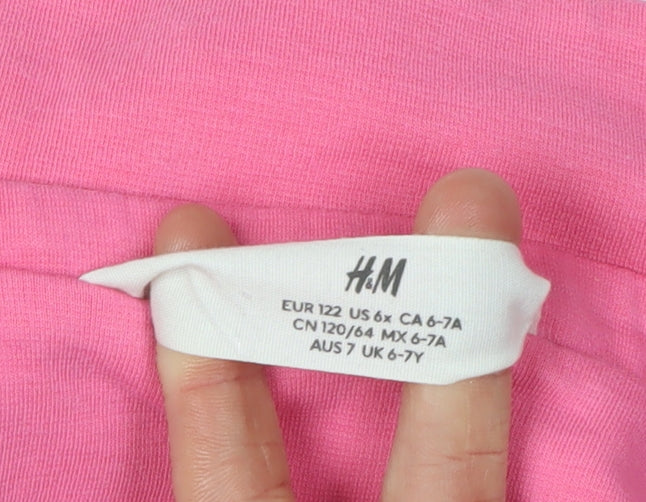 H&M
EUR 122 US 6x CA 6-7A
CN 120/64 MX 6-7A
AUS 7 UK 6-7Y